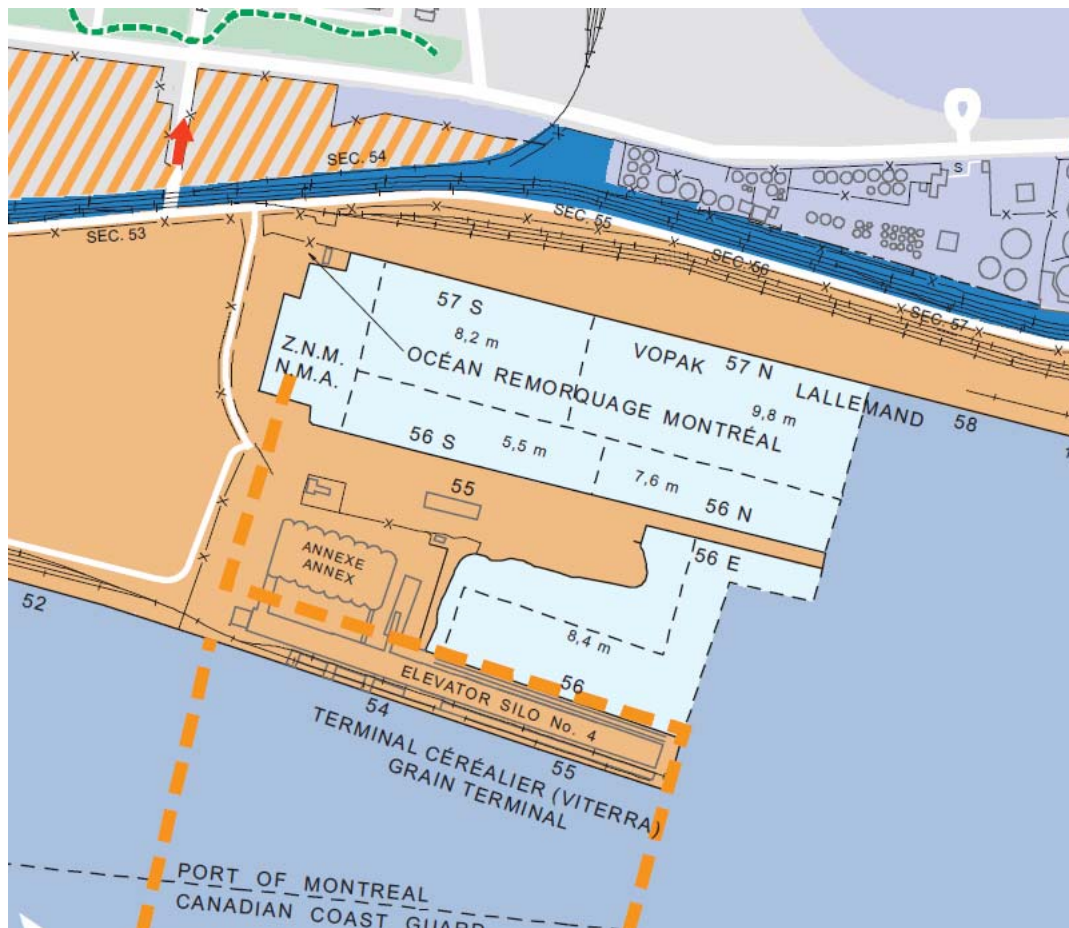 SEC. 54
SEC. 53
SEC. 55
SEC. 56
SEC. 57
S
57 S
8,2 m
VOPAK
57 N
LALLEMAND
58
Z.N.M.
N.M.A.
OCÉAN REMORQUAGE MONTRÉAL
9,8 m
56 S
5,5 m
7,6 m
56 N
55
56 E
ANNEXE
ANNEX
8,4 m
52
56
ELEVATOR SILO No. 4
54
55
TERMINAL CÉRÉALIER (VITERRA)
GRAIN TERMINAL
PORT OF MONTREAL
CANADIAN COAST GUARD